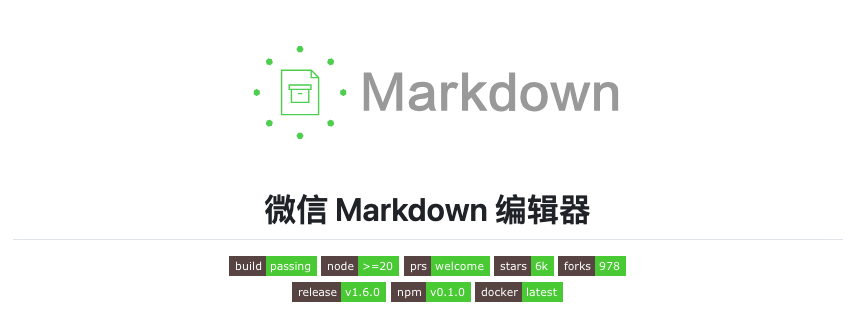 Markdown
微信 Markdown 编辑器
build passing node >=20 prs welcome stars 6k forks 978
release v1.6.0 npm v0.1.0 docker latest